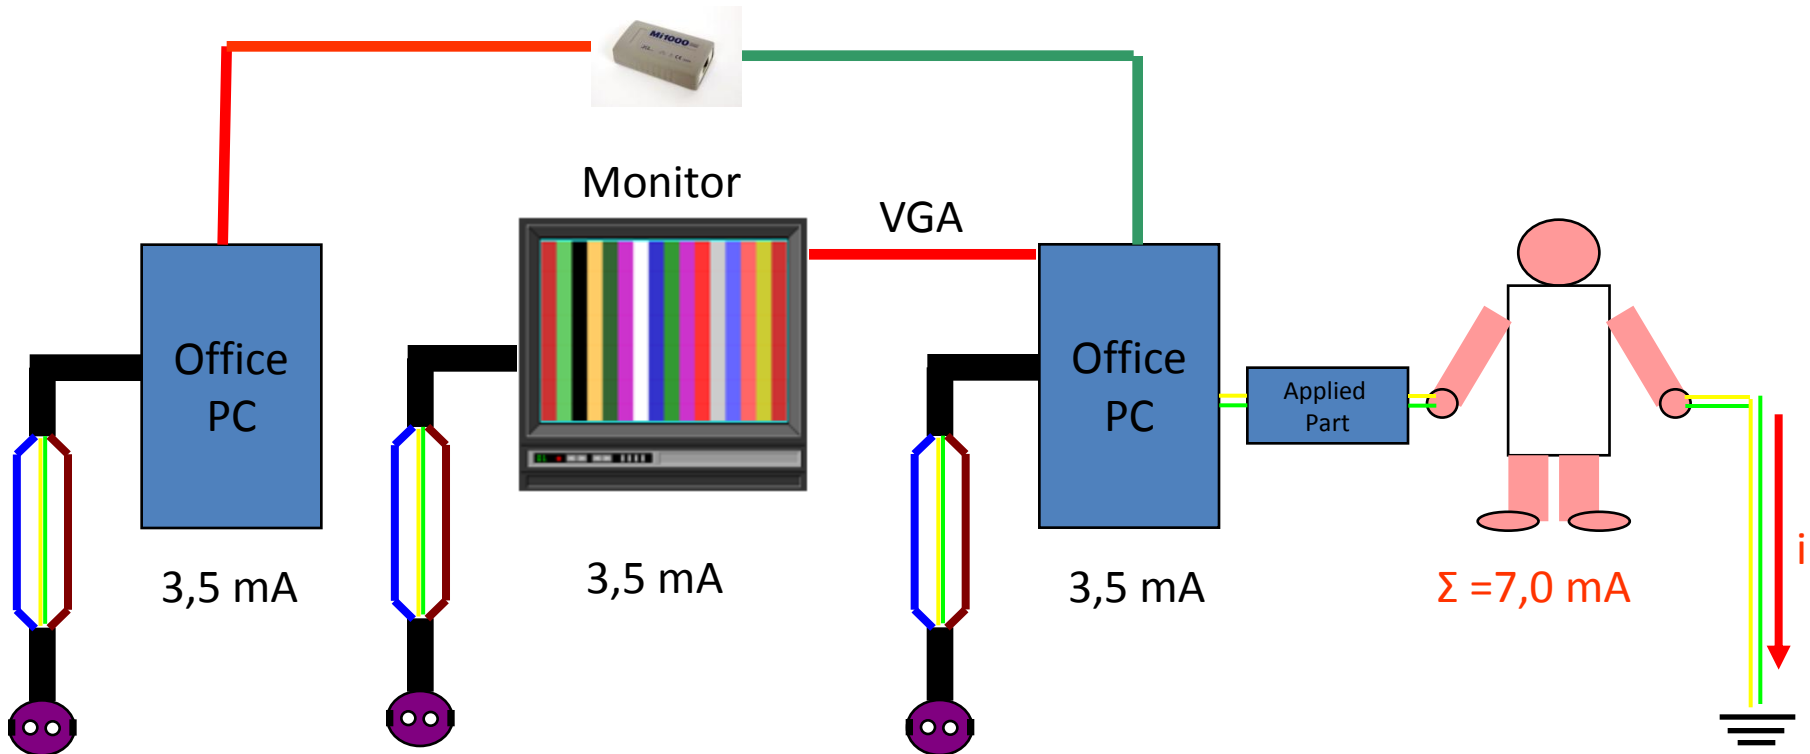 Mi1000
Monitor
VGA
Office
PC
Office
PC
Applied
Part
3,5 mA
3,5 mA
3,5 mA
Σ =7,0 mA
i